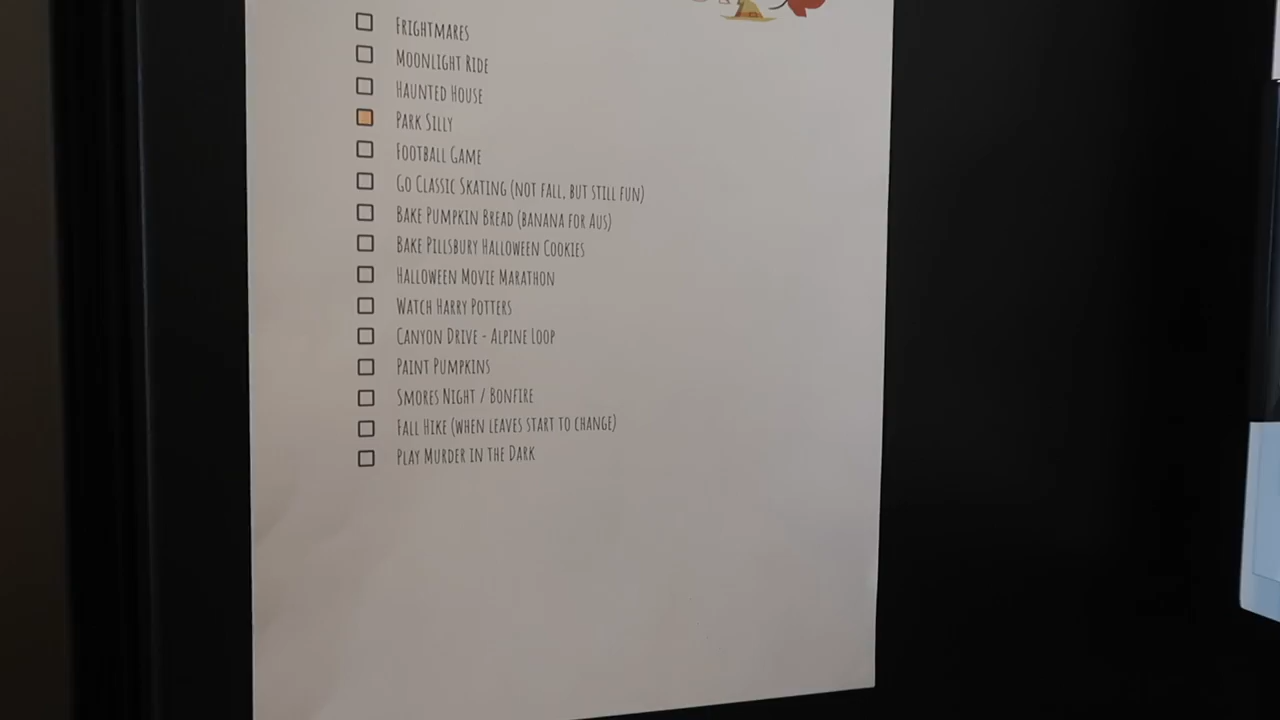 FRIGHTMARES
MOONLIGHT RIDE
HAUNTED HOUSE
PARK SILLY
FOOTBALL GAME
GO CLASSIC SKATING (NOT FALL, BUT STILL FUN)
BAKE PUMPKIN BREAD (BANANA FOR AUS)
BAKE PILLSBURY HALLOWEEN COOKIES
HALLOWEEN MOVIE MARATHON
WATCH HARRY POTTERS
CANYON DRIVE - ALPINE LOOP
PAINT PUMPKINS
SMORES NIGHT / BONFIRE
FALL HIKE (WHEN LEAVES START TO CHANGE)
PLAY MURDER IN THE DARK